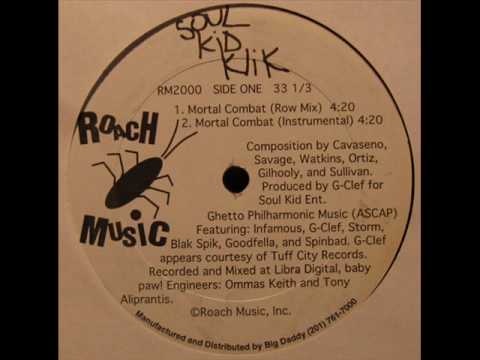 SOUL
KiD
KliK
RM2000 SIDE ONE 33 1/3
1. Mortal Combat (Row Mix) 4:20
2. Mortal Combat (Instrumental) 4:20
ROACH
MUSiC
Composition by Cavaseno,
Savage, Watkins, Ortiz,
Gilhooly, and Sullivan.
Produced by G-Clef for
Soul Kid Ent.
Ghetto Philharmonic Music (ASCAP)
Featuring: Infamous, G-Clef, Storm,
Blak Spik, Goodfella, and Spinbad. G-Clef
appears courtesy of Tuff City Records.
Recorded and Mixed at Libra Digital, baby
paw! Engineers: Ommas Keith and Tony
Aliprantis.
©Roach Music, Inc.
Manufactured and Distributed by Big Daddy (201) 761-7000